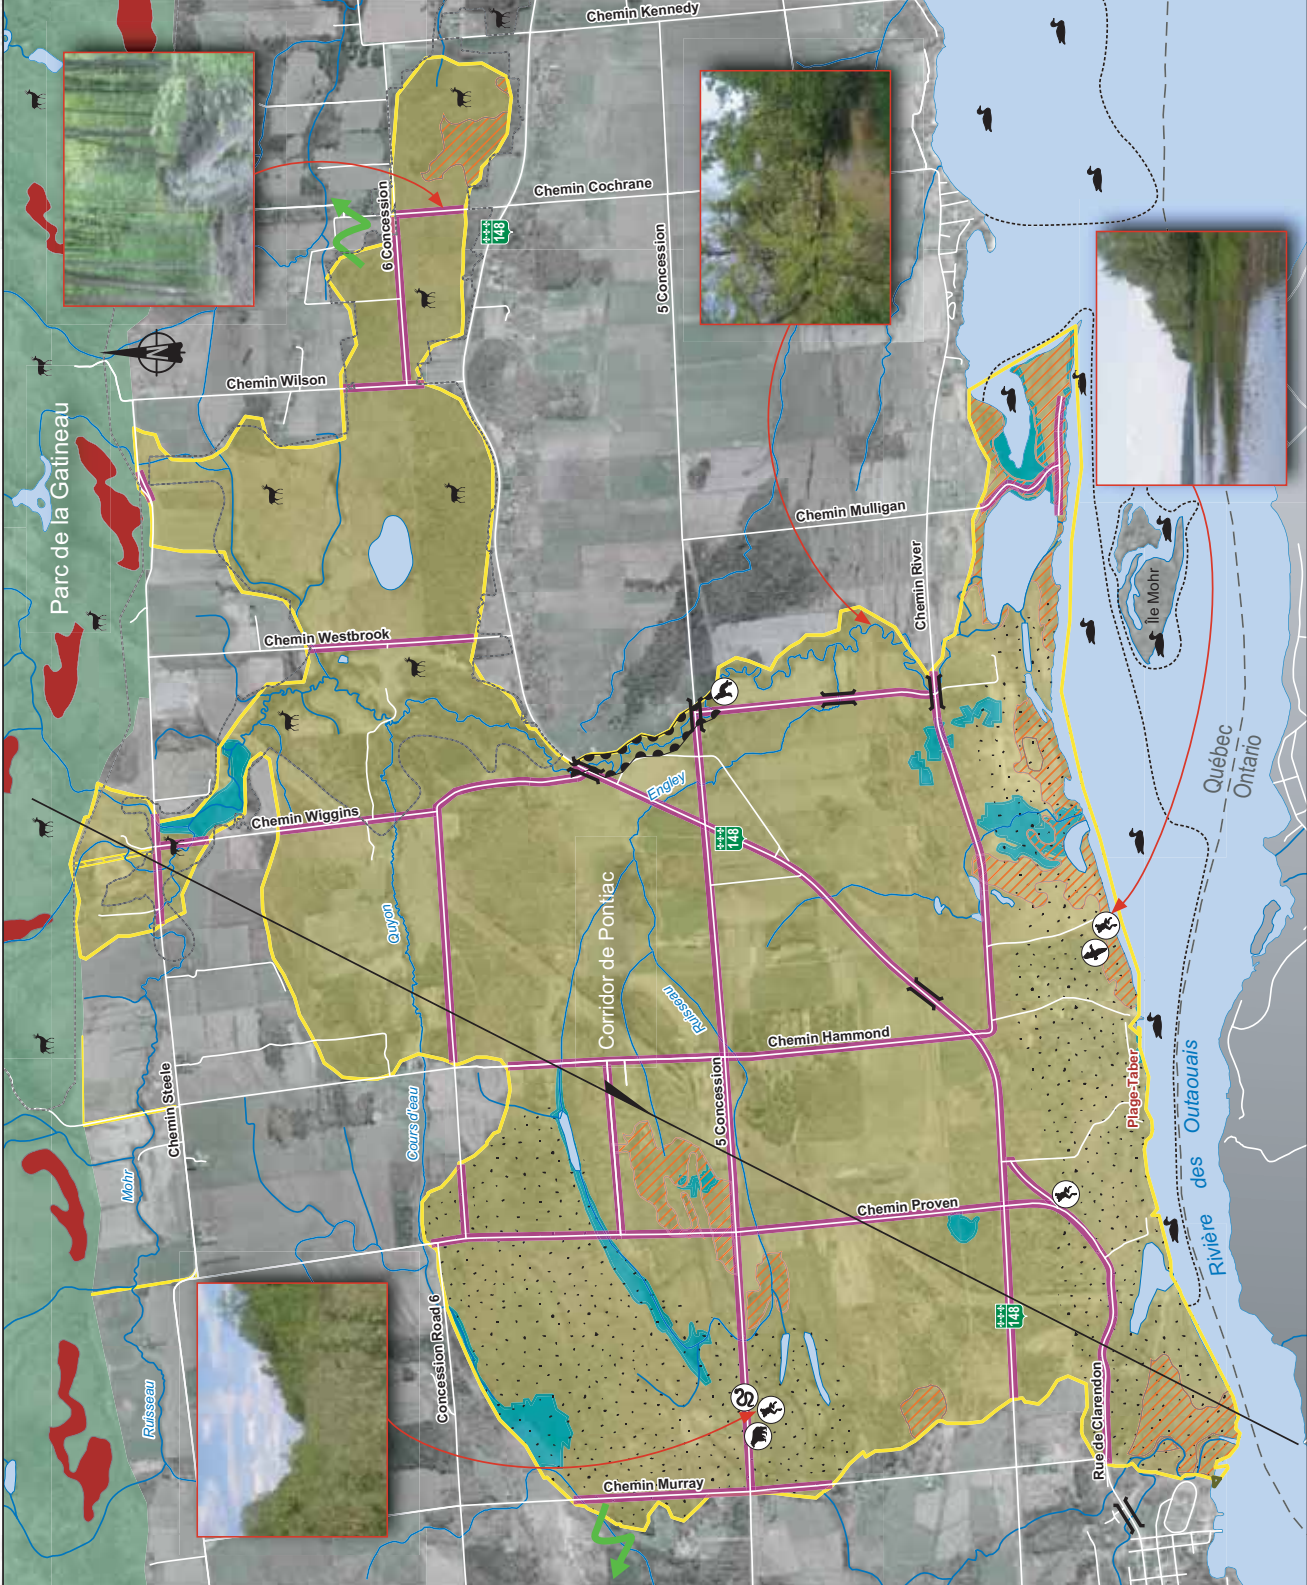 Chemin Kennedy
6 Concession
Chemin Cochrane
148
5 Concession
Chemin Wilson
Parc de la Gatineau
Chemin Mulligan
Chemin River
Île Mohr
Chemin Westbrook
Québec
Ontario
Chemin Wiggins
Engley
148
Quyon
Corridor de Pontiac
Ruisseau
Chemin Hammond
5 Concession
Chemin Steele
Cours d'eau
Plage-Taber
Rivière des Outaouais
Mohr
Chemin Proven
148
Concession Road 6
Ruisseau
Rue de Clarendon
Chemin Murray